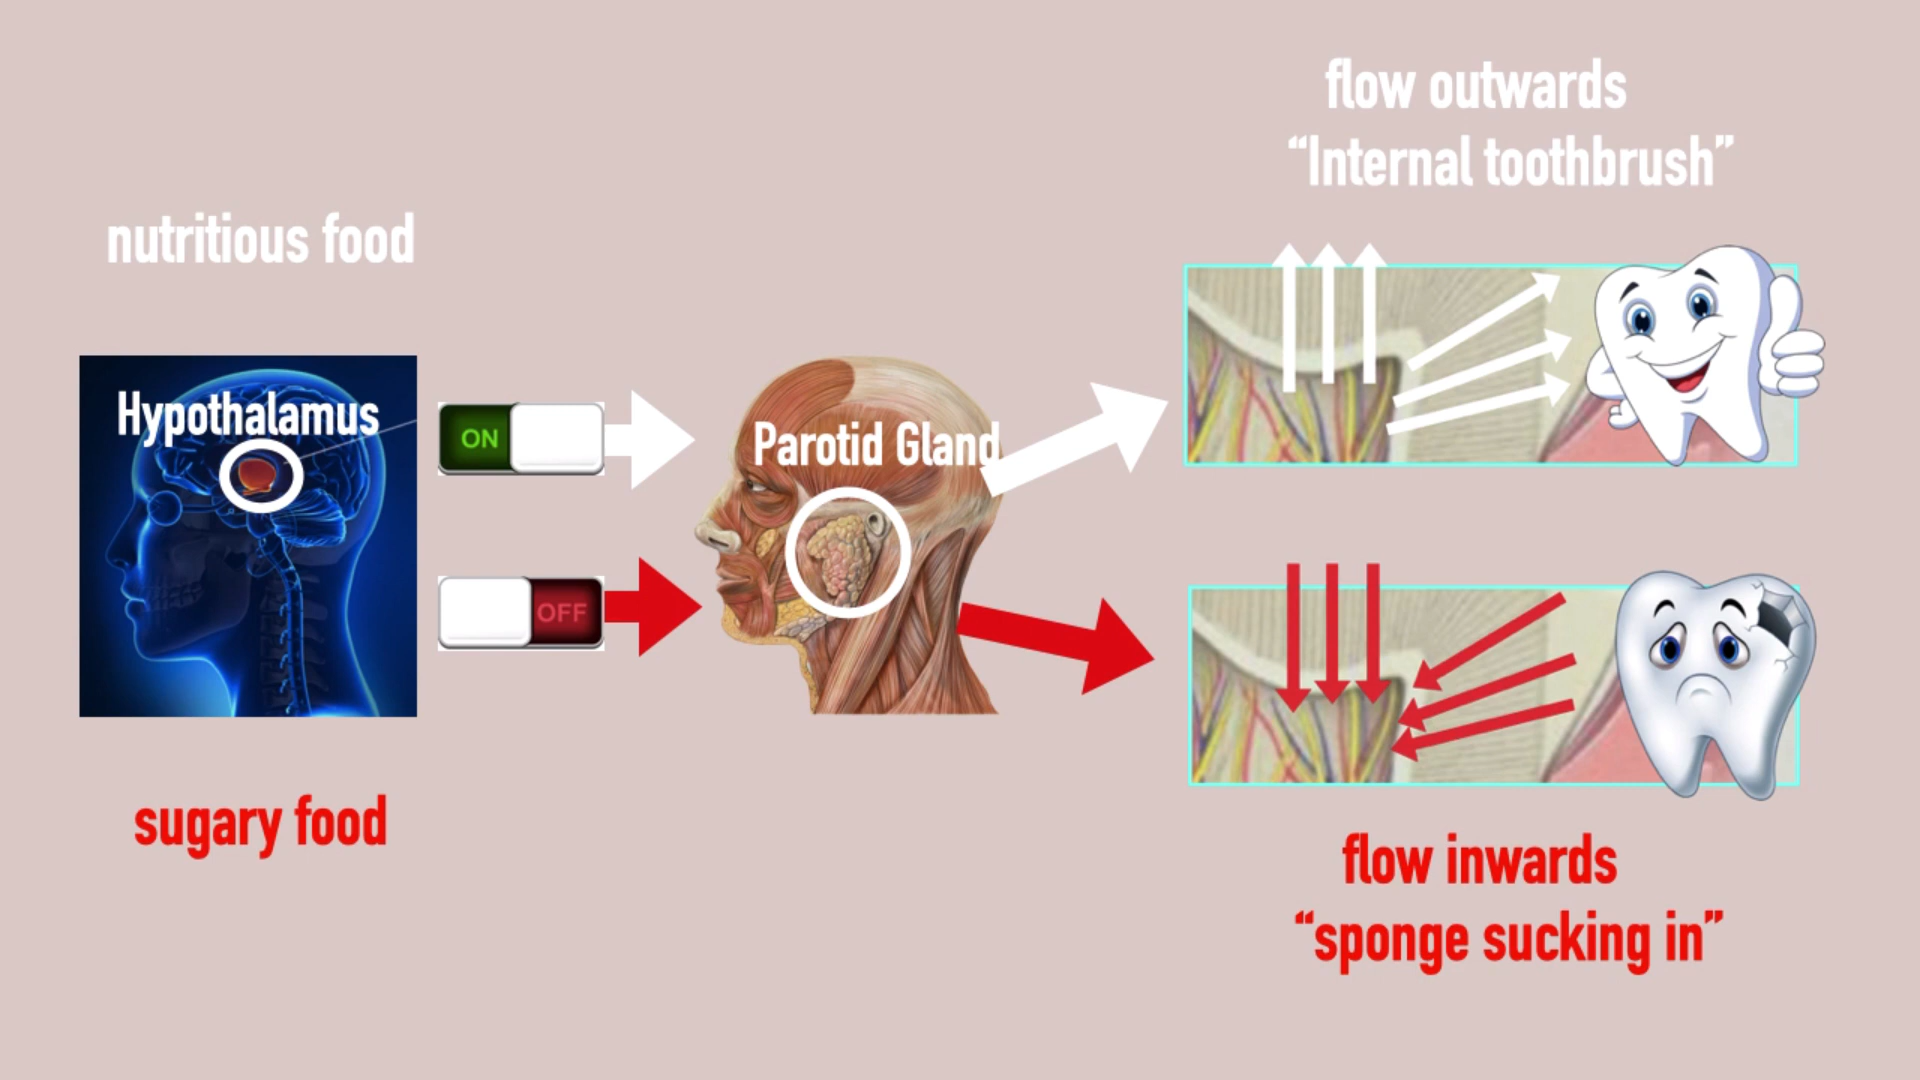 flow outwards
“Internal toothbrush”
nutritious food
Hypothalamus
ON
Parotid Gland
OFF
sugary food
flow inwards
“sponge sucking in”